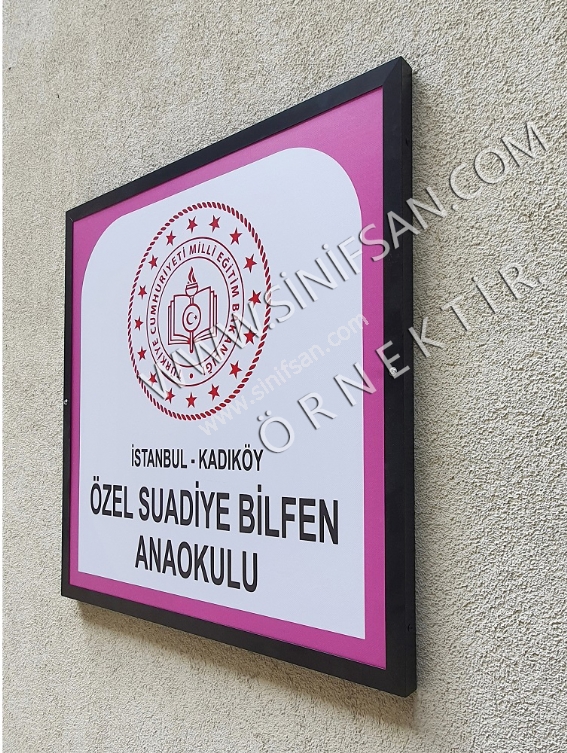 TÜRKİYE CUMHURİYETİ MİLLİ EĞİTİM BAKANLIĞI
İSTANBUL - KADIKÖY
ÖZEL SUADİYE BİLFEN
ANAOKULU
WWW.SINIFSAN.COM
www.sinifsan.com
ÖRNEKTİR.